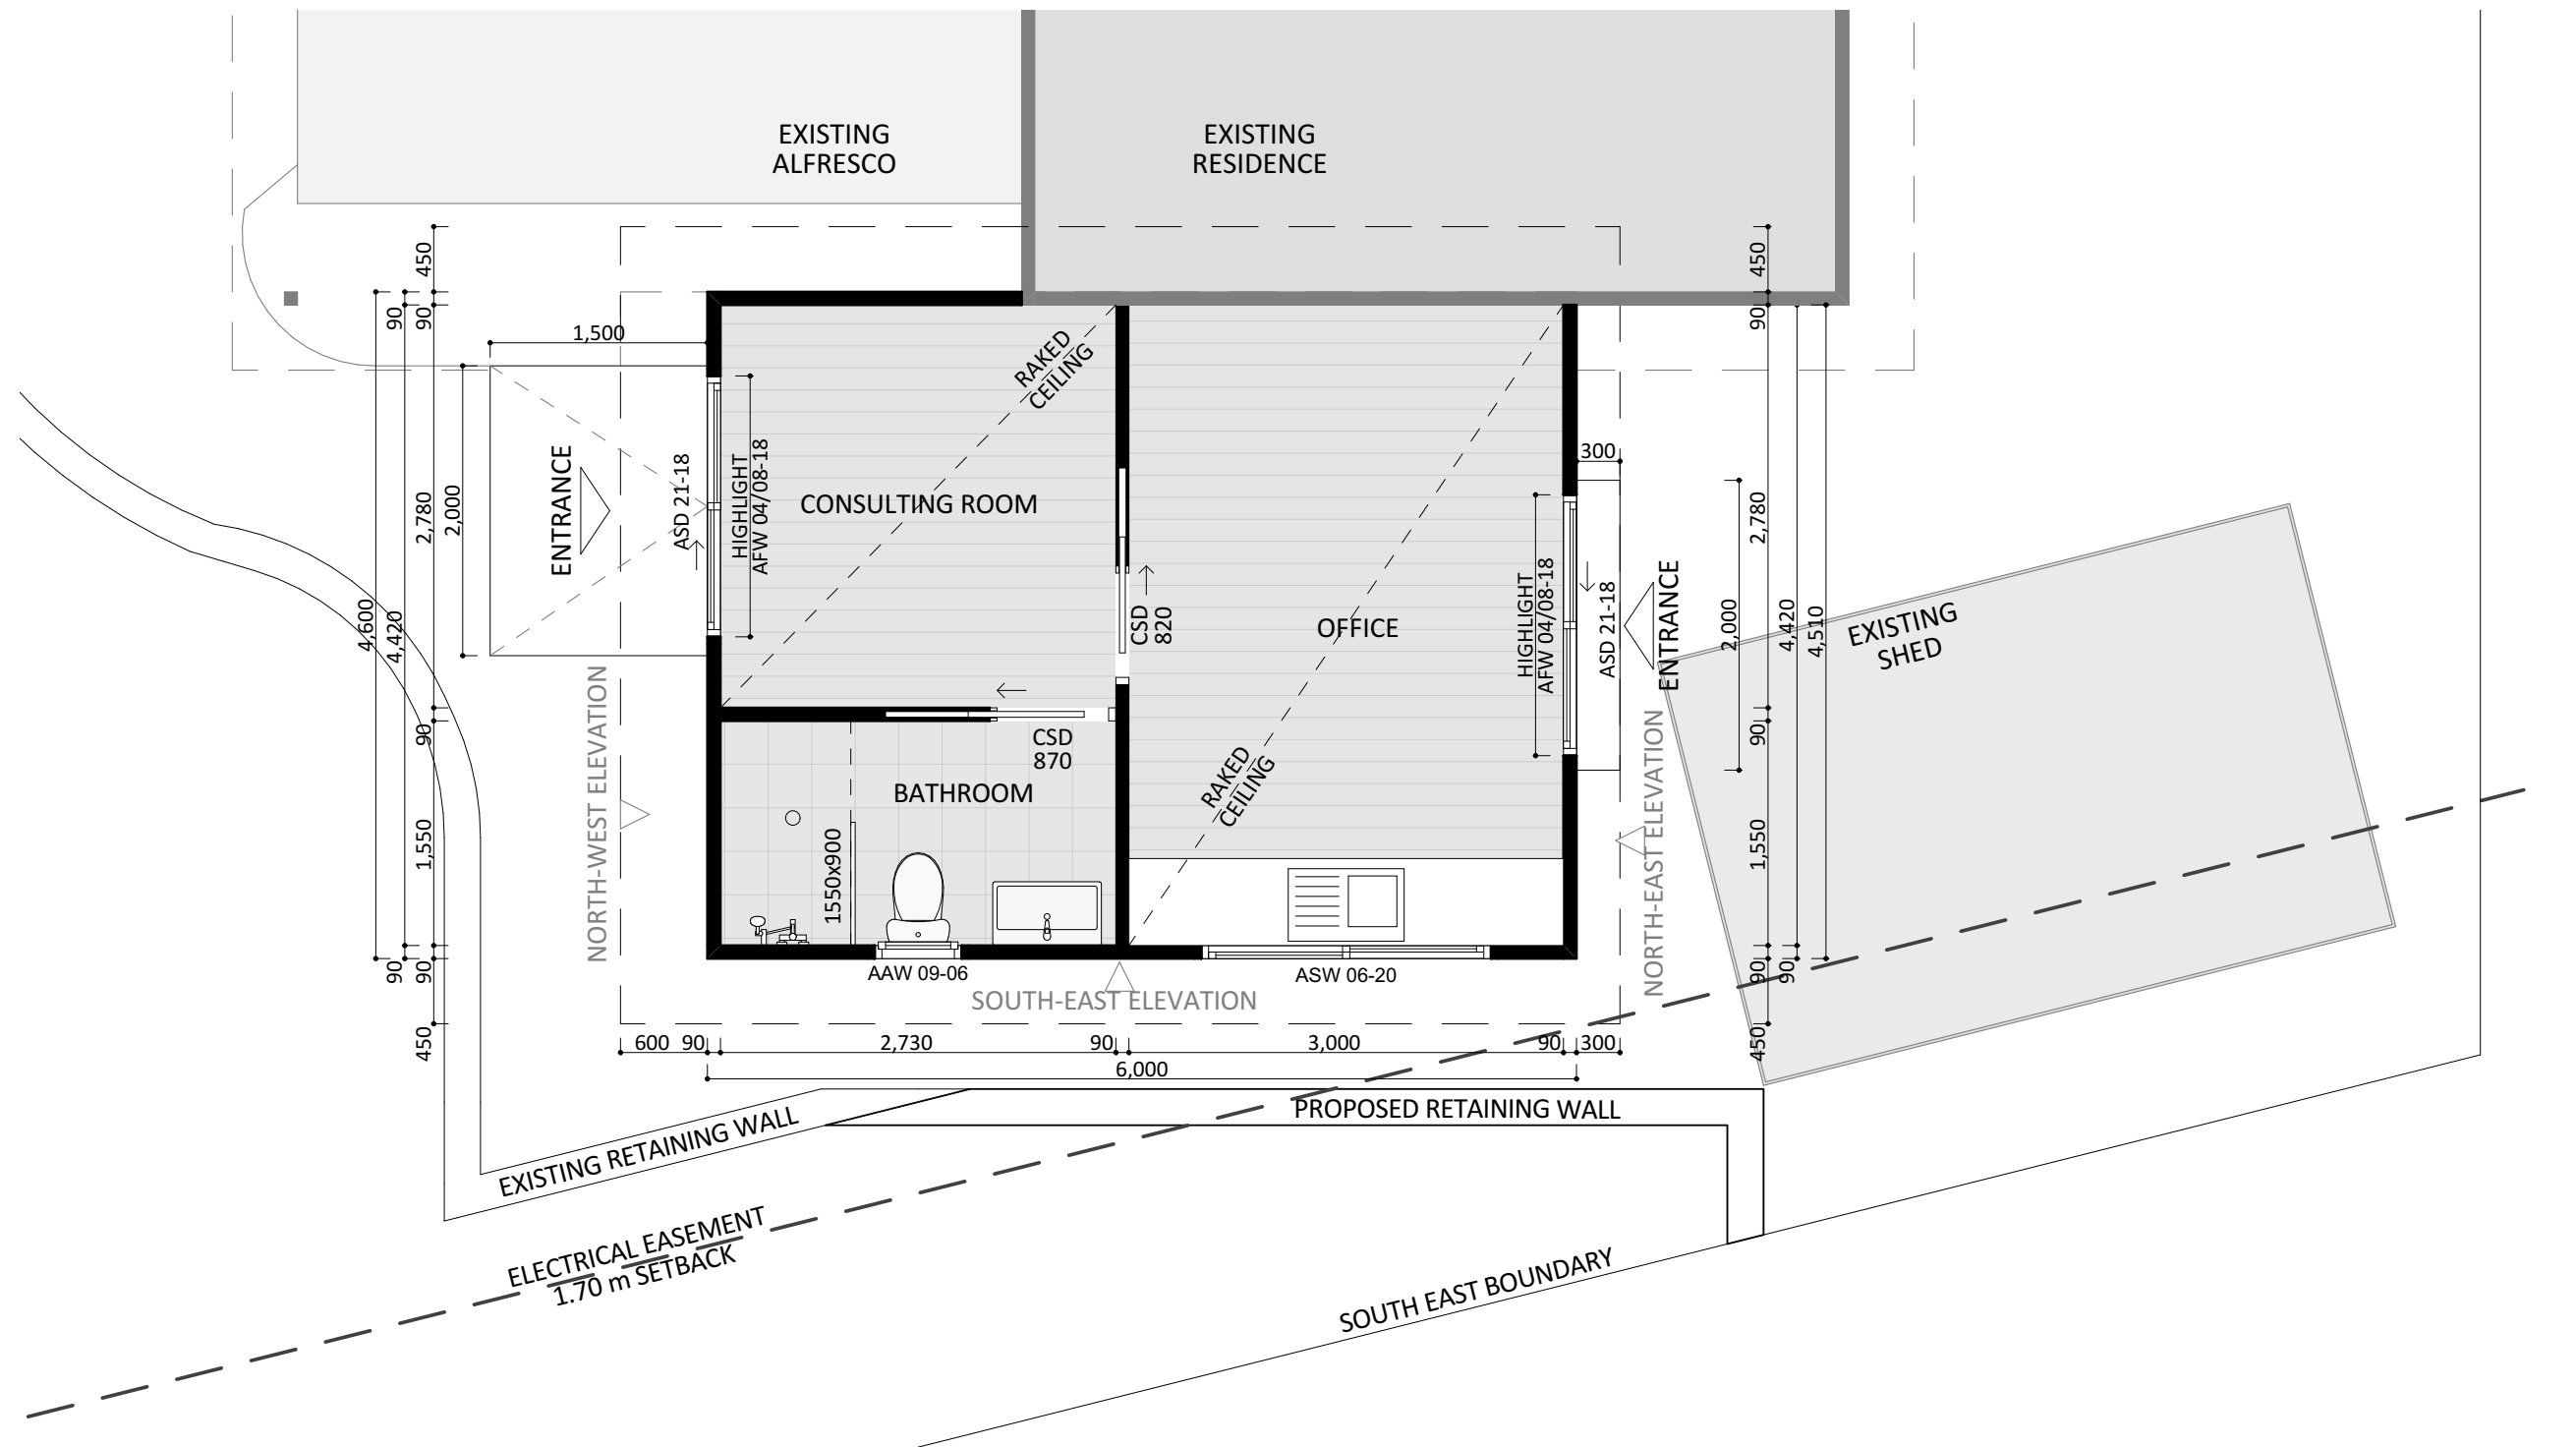 EXISTING
ALFRESCO
EXISTING
RESIDENCE
450
90
90
2,780
2,000
4,600
4,420
90
1,550
90
90
450
1,500
ENTRANCE
ASD 21-18
HIGHLIGHT
AFW 04/08-18
RAKED
CEILING
CONSULTING ROOM
CSD
820
OFFICE
RAKED
CEILING
HIGHLIGHT
AFW 04/08-18
ASD 21-18
300
ENTRANCE
450
90
2,780
2,000
4,420
4,510
90
1,550
90
90
450
EXISTING
SHED
CSD
870
BATHROOM
1550x900
NORTH-WEST ELEVATION
NORTH-EAST ELEVATION
AAW 09-06
ASW 06-20
SOUTH-EAST ELEVATION
600 90 2,730 90 3,000 90 300
6,000
EXISTING RETAINING WALL
PROPOSED RETAINING WALL
ELECTRICAL EASEMENT
1.70 m SETBACK
SOUTH EAST BOUNDARY